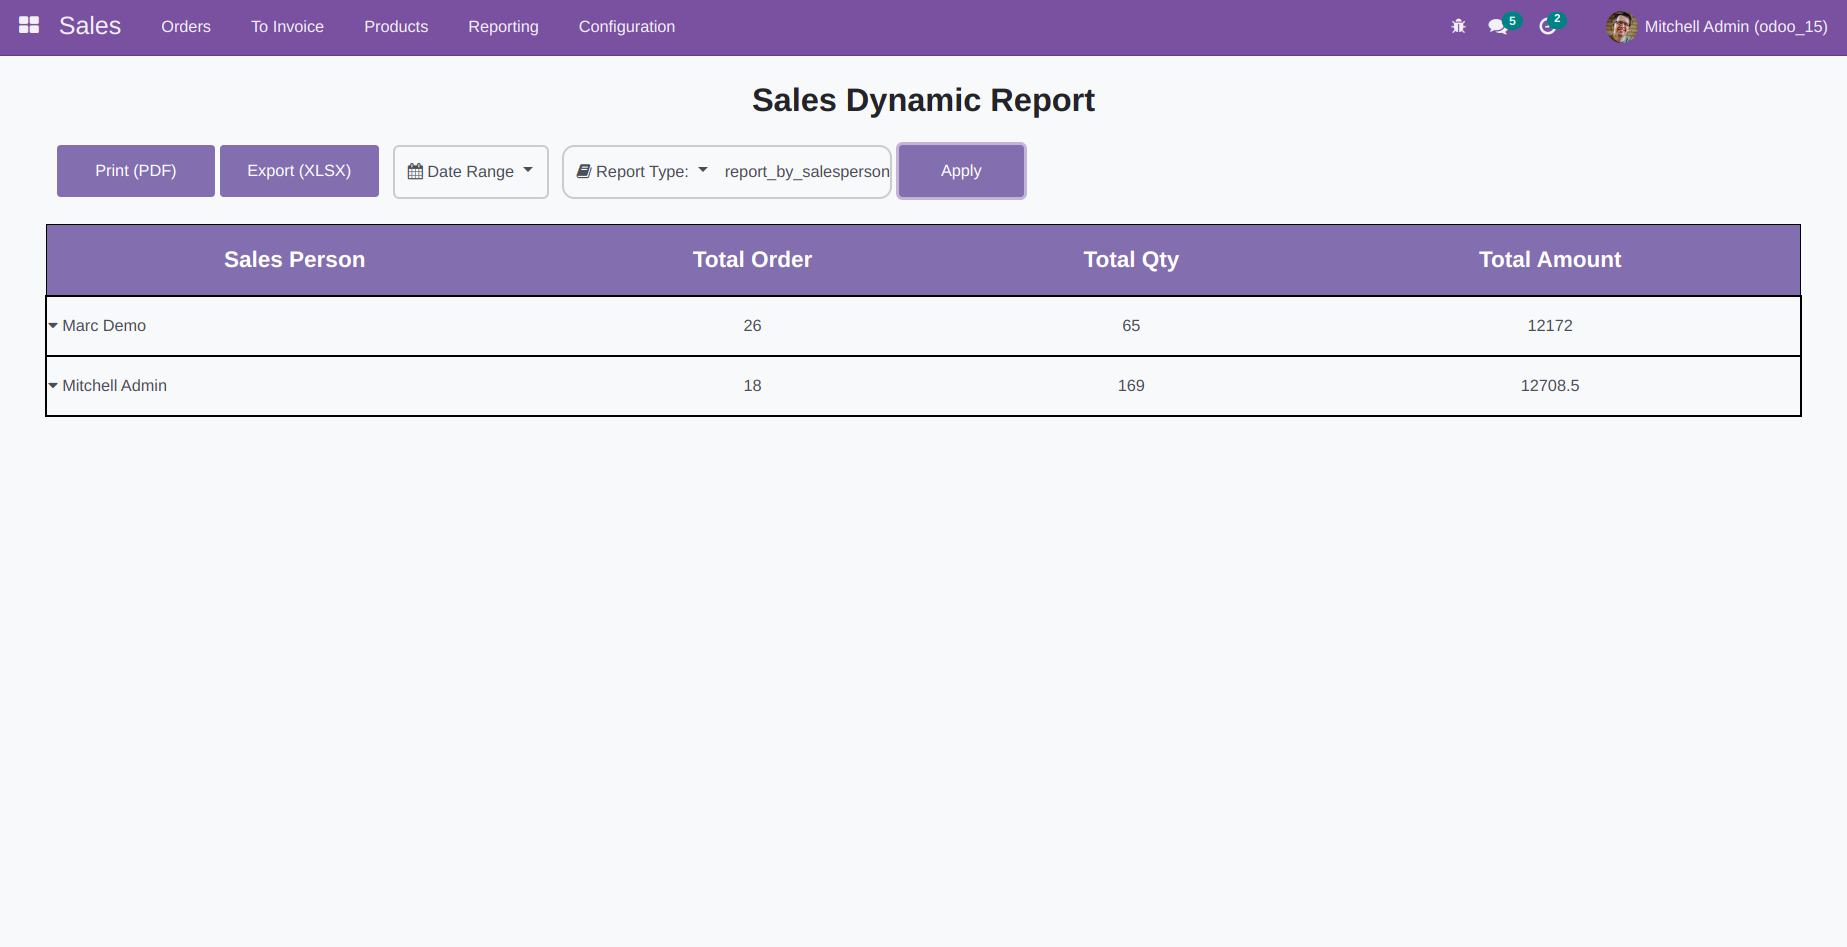 Sales Orders To Invoice Products Reporting Configuration 5 2 Mitchell Admin (odoo_15)
Sales Dynamic Report
Print (PDF) Export (XLSX) Date Range Report Type: report_by_salesperson Apply
Sales Person Total Order Total Qty Total Amount
Marc Demo 26 65 12172
Mitchell Admin 18 169 12708.5